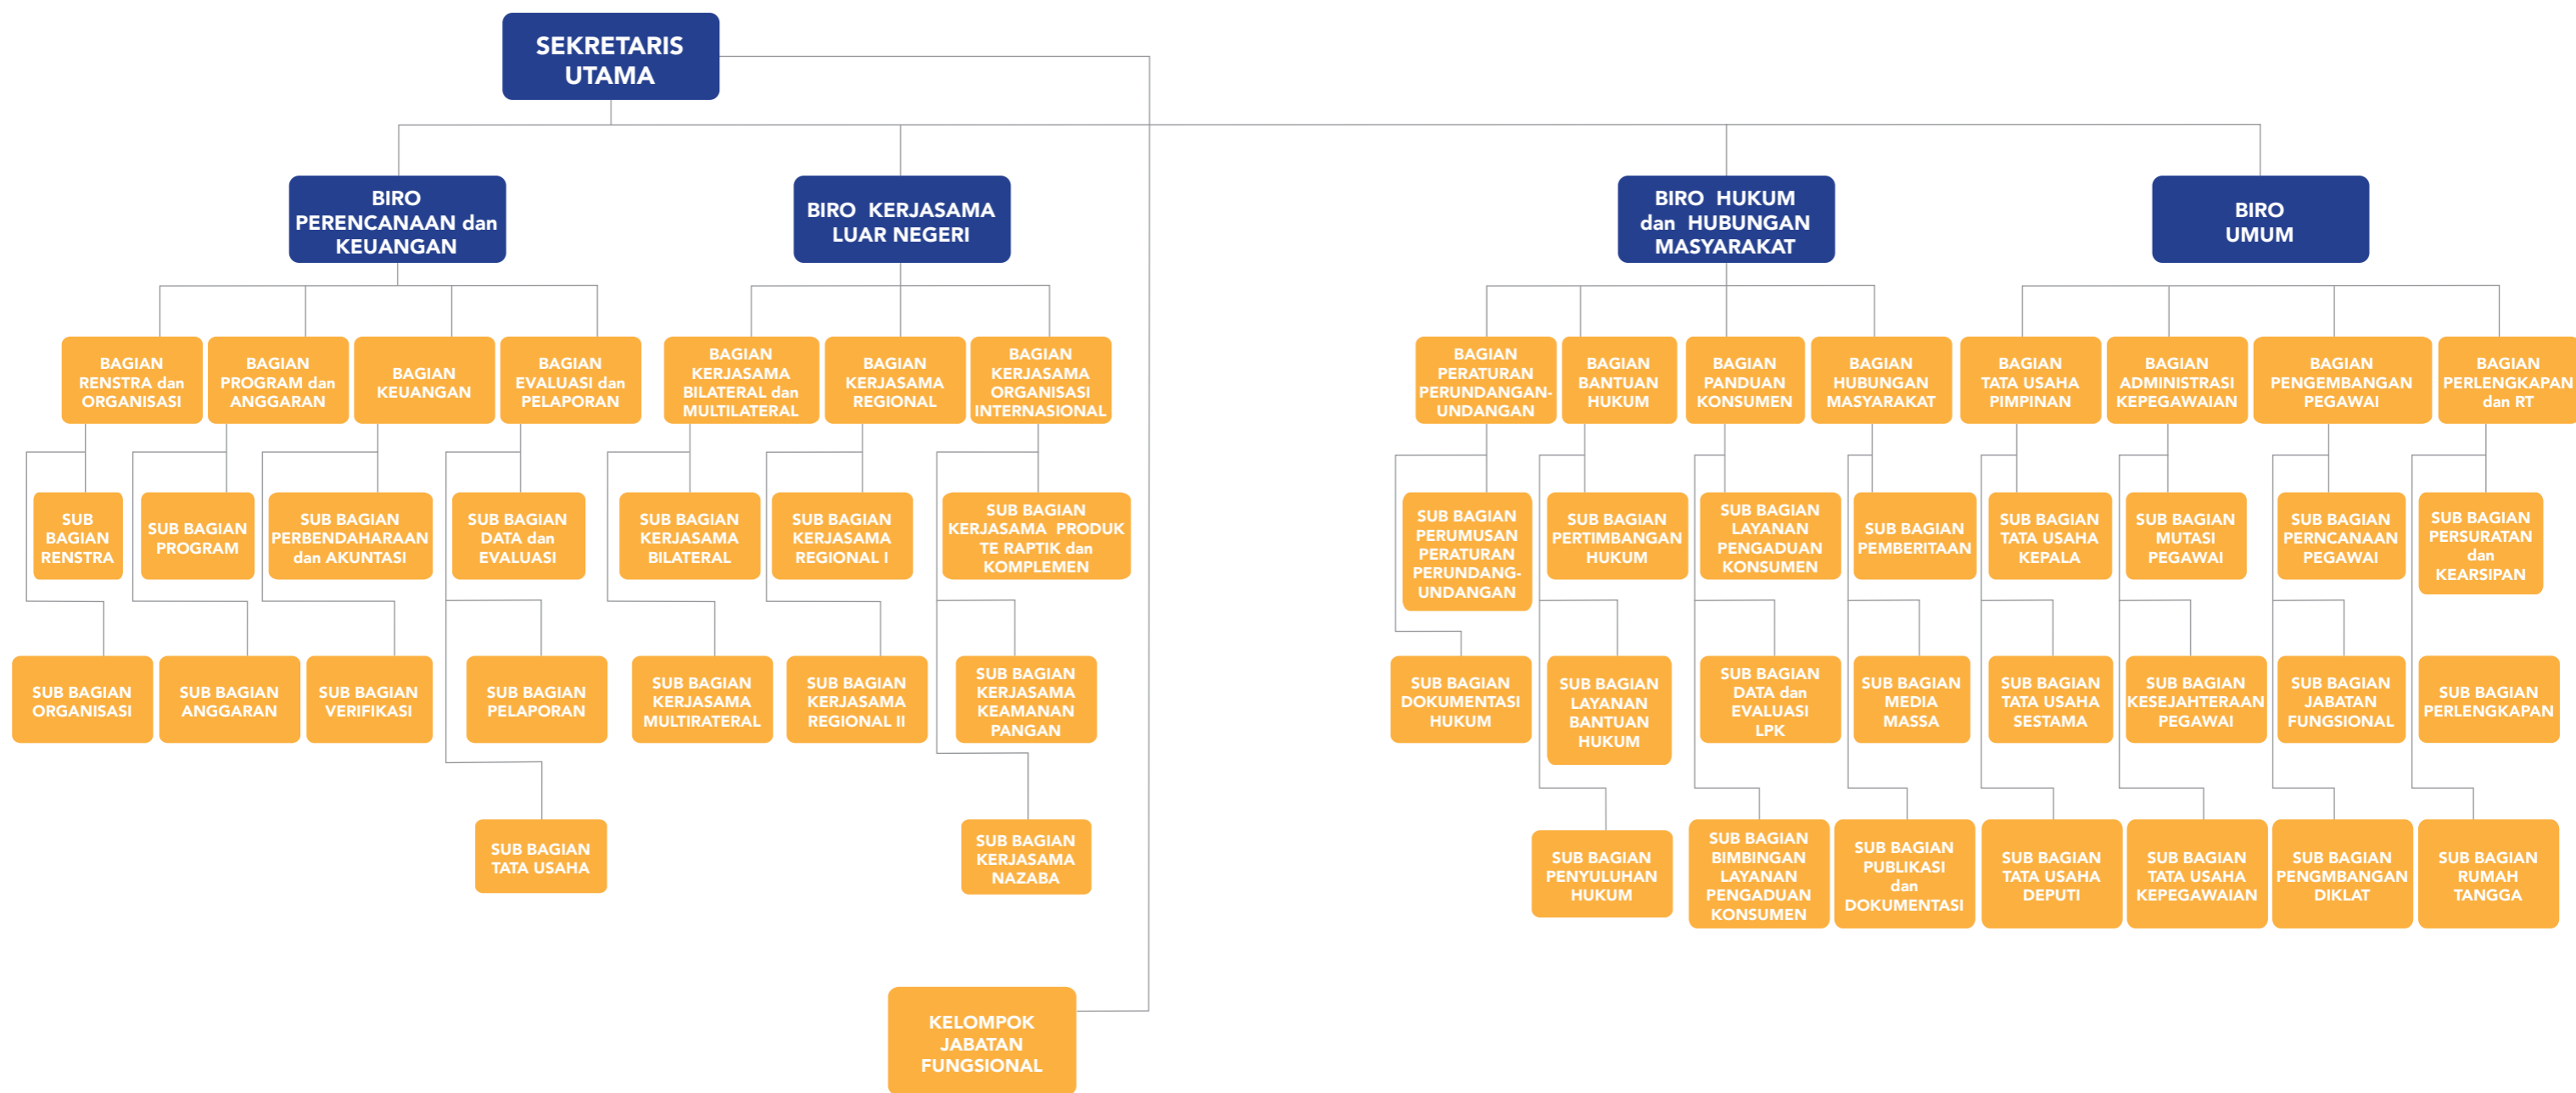 SEKRETARIS
UTAMA
BIRO
PERENCANAAN dan
KEUANGAN
BIRO KERJASAMA
LUAR NEGERI
BIRO HUKUM
dan HUBUNGAN
MASYARAKAT
BIRO
UMUM
BAGIAN
RENSTRA dan
ORGANISASI
BAGIAN
PROGRAM dan
ANGGARAN
BAGIAN
KEUANGAN
BAGIAN
EVALUASI dan
PELAPORAN
BAGIAN
KERJASAMA
BILATERAL dan
MULTILATERAL
BAGIAN
KERJASAMA
REGIONAL
BAGIAN
KERJASAMA
ORGANISASI
INTERNASIONAL
BAGIAN
PERATURAN
PERUNDANGAN-
UNDANGAN
BAGIAN
BANTUAN
HUKUM
BAGIAN
PANDUAN
KONSUMEN
BAGIAN
HUBUNGAN
MASYARAKAT
BAGIAN
TATA USAHA
PIMPINAN
BAGIAN
ADMINISTRASI
KEPEGAWAIAN
BAGIAN
PENGEMBANGAN
PEGAWAI
BAGIAN
PERLENGKAPAN
dan RT
SUB
BAGIAN
RENSTRA
SUB BAGIAN
PROGRAM
SUB BAGIAN
PERBENDAHARAAN
dan AKUNTASI
SUB BAGIAN
DATA dan
EVALUASI
SUB BAGIAN
KERJASAMA
BILATERAL
SUB BAGIAN
KERJASAMA
REGIONAL I
SUB BAGIAN
KERJASAMA PRODUK
TE RAPTIK dan
KOMPLEMEN
SUB BAGIAN
PERUMUSAN
PERATURAN
PERUNDANG-
UNDANGAN
SUB BAGIAN
PERTIMBANGAN
HUKUM
SUB BAGIAN
LAYANAN
PENGADUAN
KONSUMEN
SUB BAGIAN
PEMBERITAAN
SUB BAGIAN
TATA USAHA
KEPALA
SUB BAGIAN
MUTASI
PEGAWAI
SUB BAGIAN
PERNCANAAN
PEGAWAI
SUB BAGIAN
PERSURATAN
dan
KEARSIPAN
SUB BAGIAN
ORGANISASI
SUB BAGIAN
ANGGARAN
SUB BAGIAN
VERIFIKASI
SUB BAGIAN
PELAPORAN
SUB BAGIAN
KERJASAMA
MULTIRATERAL
SUB BAGIAN
KERJASAMA
REGIONAL II
SUB BAGIAN
KERJASAMA
KEAMANAN
PANGAN
SUB BAGIAN
DOKUMENTASI
HUKUM
SUB BAGIAN
LAYANAN
BANTUAN
HUKUM
SUB BAGIAN
DATA dan
EVALUASI
LPK
SUB BAGIAN
MEDIA
MASSA
SUB BAGIAN
TATA USAHA
SESTAMA
SUB BAGIAN
KESEJAHTERAAN
PEGAWAI
SUB BAGIAN
JABATAN
FUNGSIONAL
SUB BAGIAN
PERLENGKAPAN
SUB BAGIAN
TATA USAHA
SUB BAGIAN
KERJASAMA
NAZABA
SUB BAGIAN
PENYULUHAN
HUKUM
SUB BAGIAN
BIMBINGAN
LAYANAN
PENGADUAN
KONSUMEN
SUB BAGIAN
PUBLIKASI
dan
DOKUMENTASI
SUB BAGIAN
TATA USAHA
DEPUTI
SUB BAGIAN
TATA USAHA
KEPEGAWAIAN
SUB BAGIAN
PENGMBANGAN
DIKLAT
SUB BAGIAN
RUMAH
TANGGA
KELOMPOK
JABATAN
FUNGSIONAL